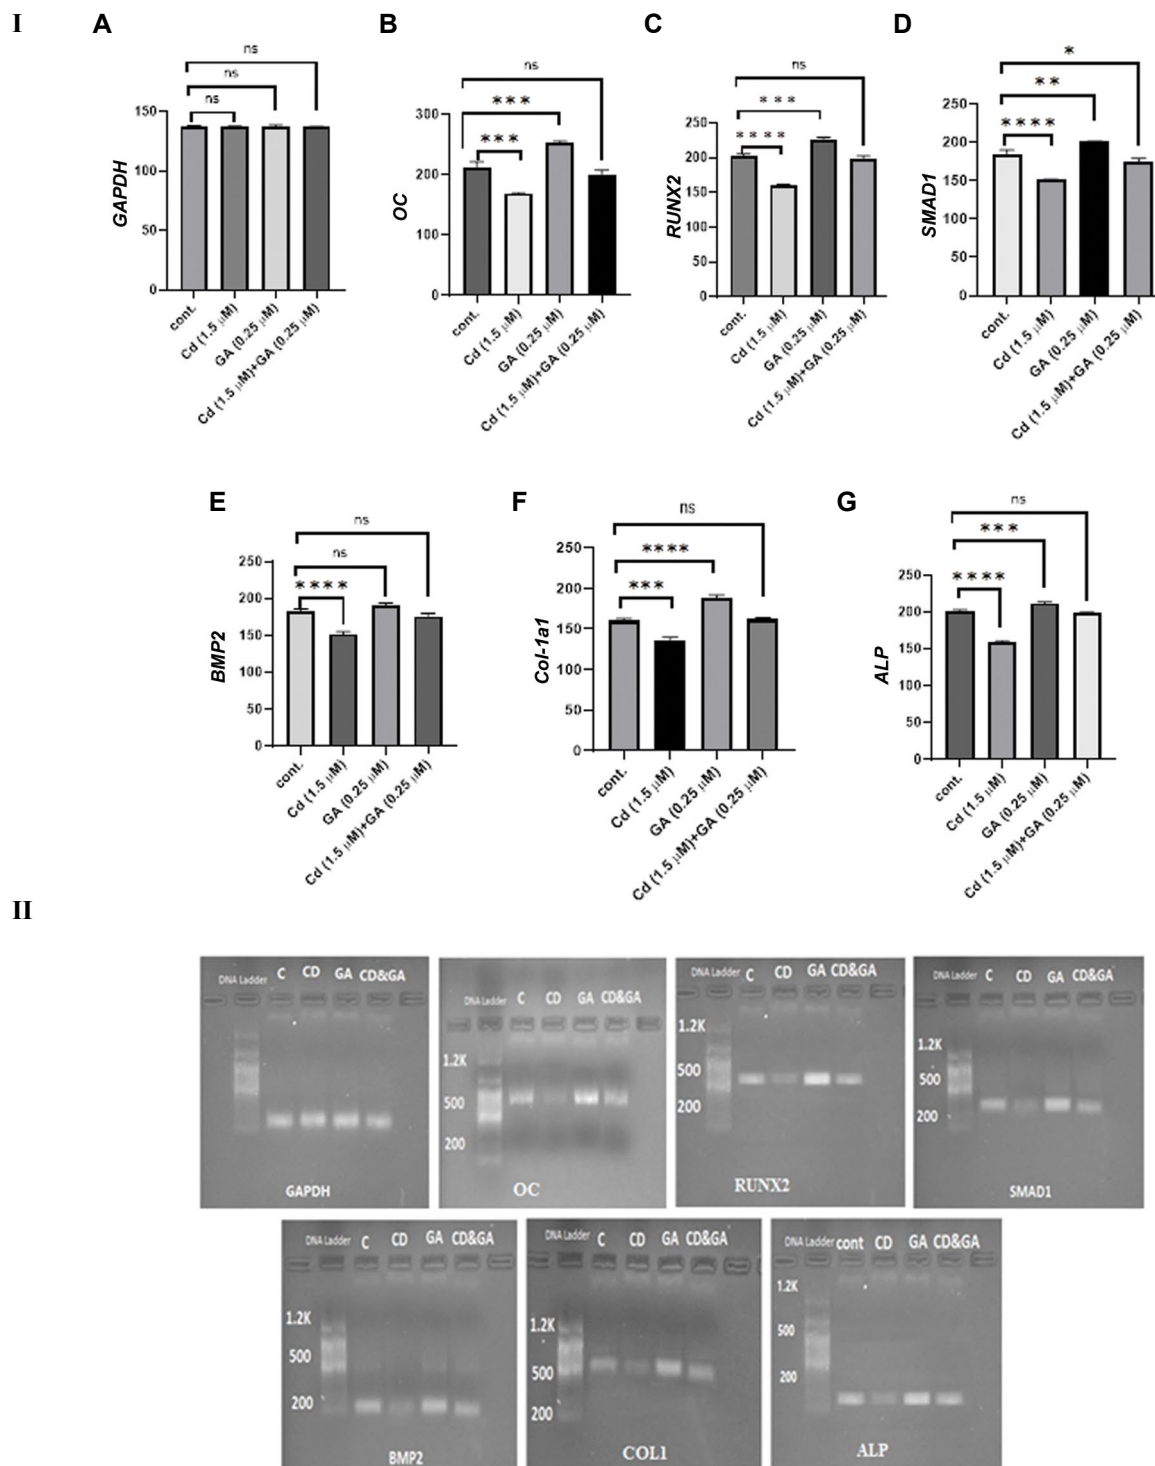 I
A
B
C
D
ns
ns
ns
GAPDH
150
100
50
0
cont.
Cd (1.5 μM)
GA (0.25 μM)
Cd (1.5 μM)+GA (0.25 μM)
ns
***
***
OC
300
200
100
0
cont.
Cd (1.5 μM)
GA (0.25 μM)
Cd (1.5 μM)+GA (0.25 μM)
ns
***
****
RUNX2
250
200
150
100
50
0
cont.
Cd (1.5 μM)
GA (0.25 μM)
Cd (1.5 μM)+GA (0.25 μM)
*
**
****
SMAD1
250
200
150
100
50
0
cont.
Cd (1.5 μM)
GA (0.25 μM)
Cd (1.5 μM)+GA (0.25 μM)
E
F
G
ns
ns
****
BMP2
250
200
150
100
50
0
cont.
Cd (1.5 μM)
GA (0.25 μM)
Cd (1.5 μM)+GA (0.25 μM)
ns
****
***
Col-1a1
250
200
150
100
50
0
cont.
Cd (1.5 μM)
GA (0.25 μM)
Cd (1.5 μM)+GA (0.25 μM)
ns
***
****
ALP
250
200
150
100
50
0
cont.
Cd (1.5 μM)
GA (0.25 μM)
Cd (1.5 μM)+GA (0.25 μM)
II
DNA Ladder C CD GA CD&GA
GAPDH
DNA Ladder C CD GA CD&GA
1.2K
500
200
OC
DNA Ladder C CD GA CD&GA
1.2K
500
200
RUNX2
DNA Ladder C CD GA CD&GA
1.2K
500
200
SMAD1
DNA Ladder C CD GA CD&GA
1.2K
500
200
BMP2
DNA Ladder C CD GA CD&GA
1.2K
500
200
COL1
DNA Ladder cont CD GA CD&GA
1.2K
500
200
ALP